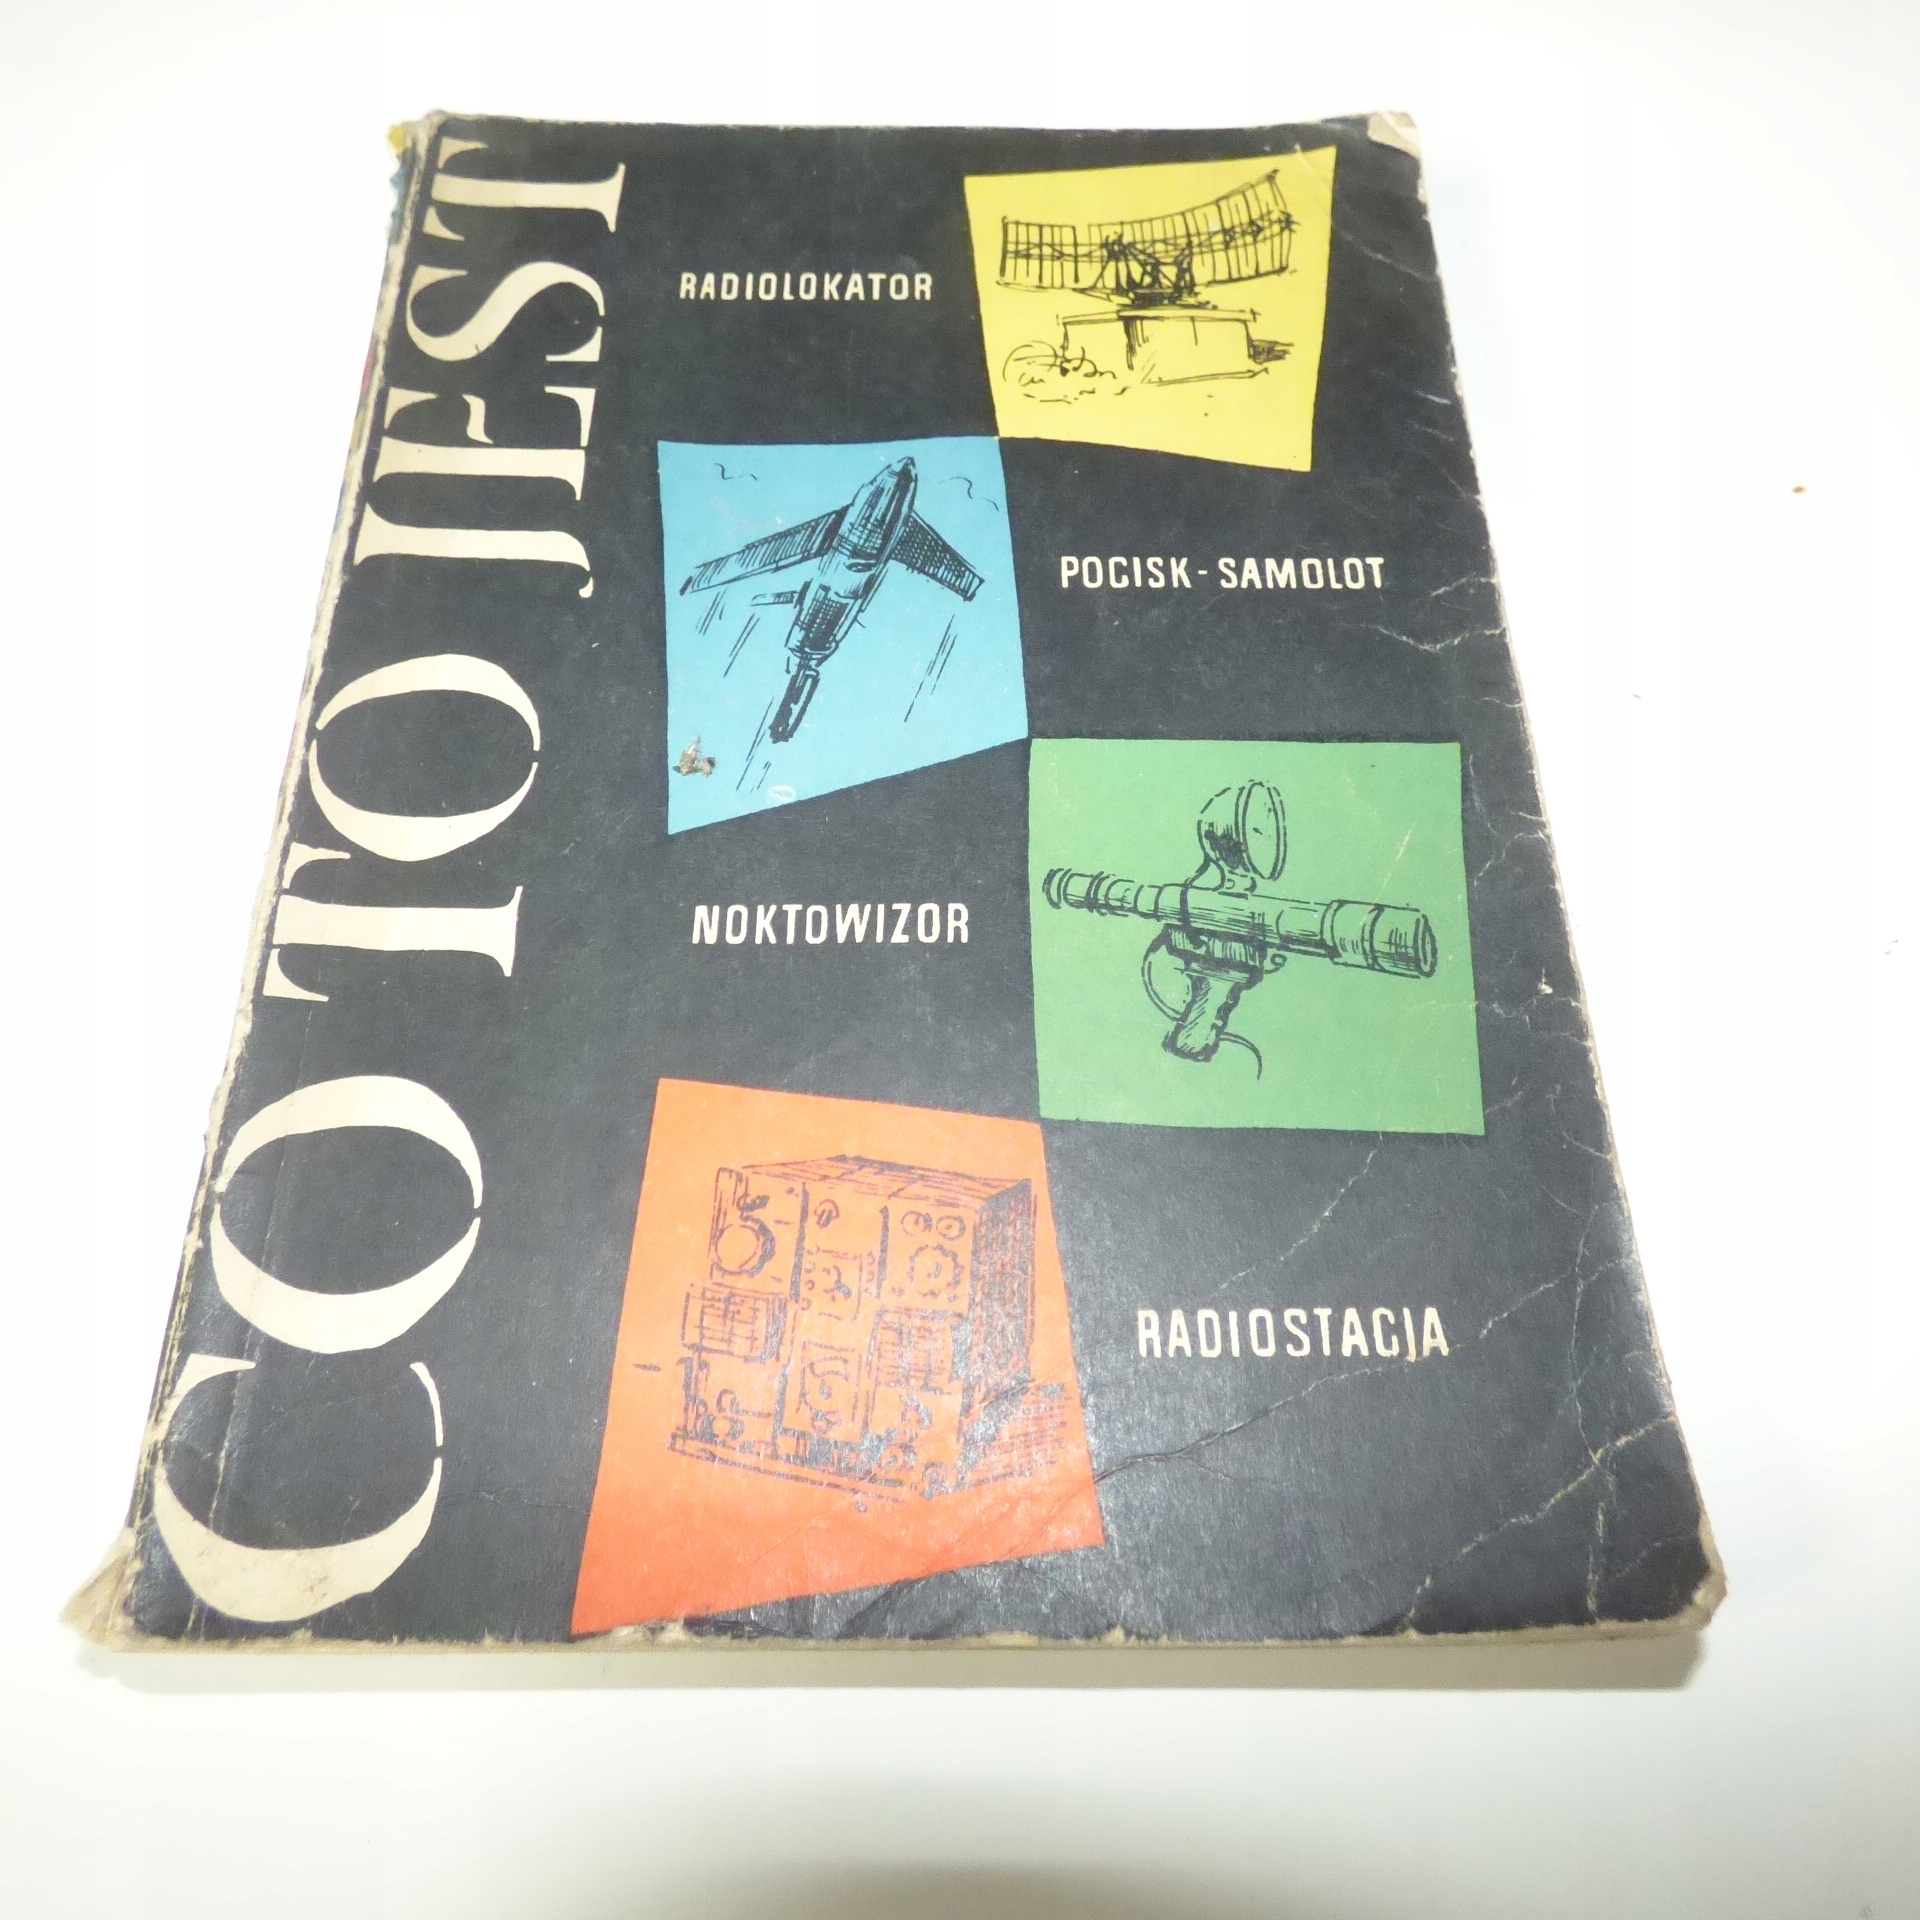 CO TO JEST
RADIOLOKATOR
POCISK-SAMOLOT
NOKTOWIZOR
RADIOSTACJA